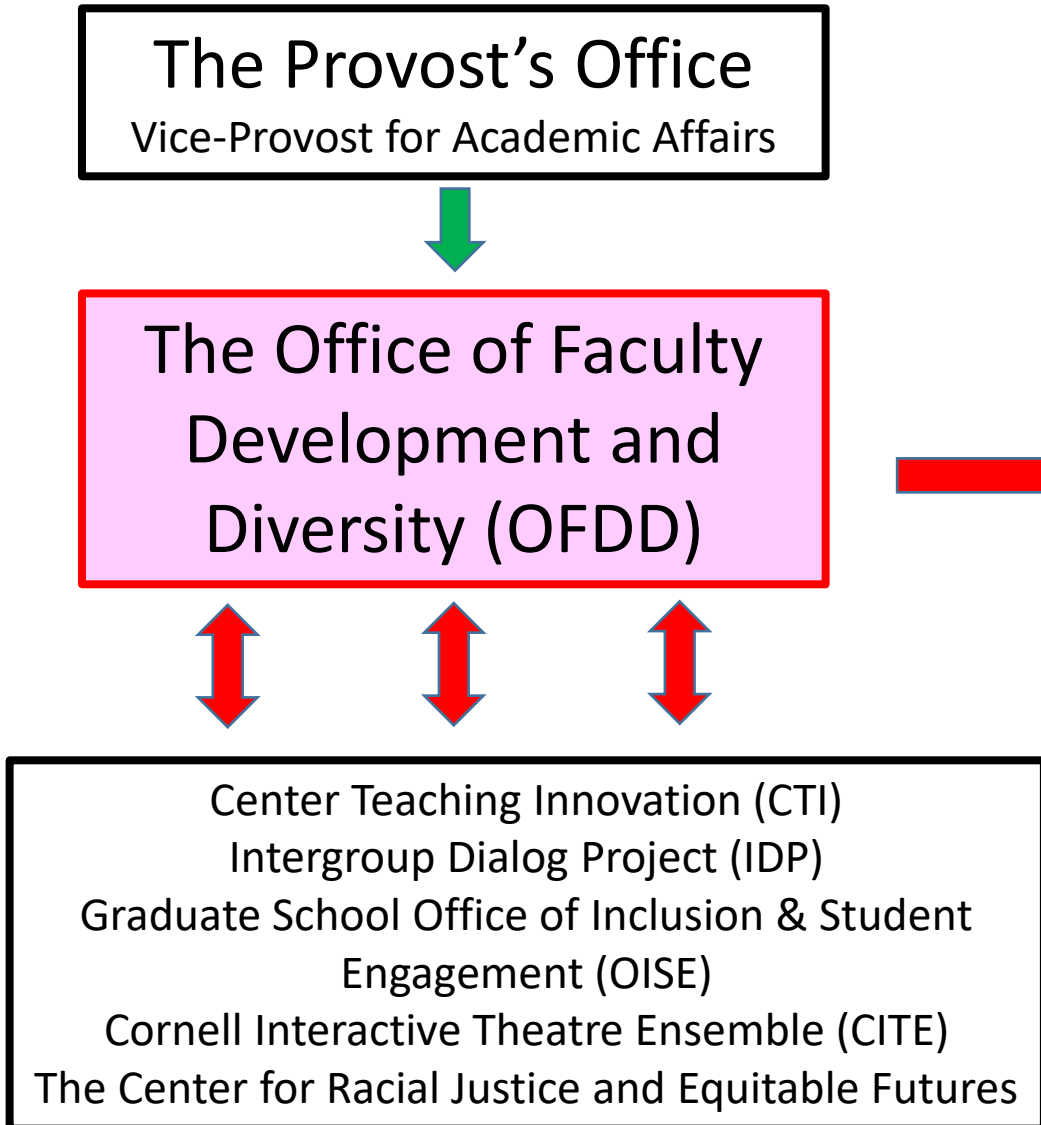 The Provost’s Office
Vice-Provost for Academic Affairs
The Office of Faculty
Development and
Diversity (OFDD)
Center Teaching Innovation (CTI)
Intergroup Dialog Project (IDP)
Graduate School Office of Inclusion & Student
Engagement (OISE)
Cornell Interactive Theatre Ensemble (CITE)
The Center for Racial Justice and Equitable Futures